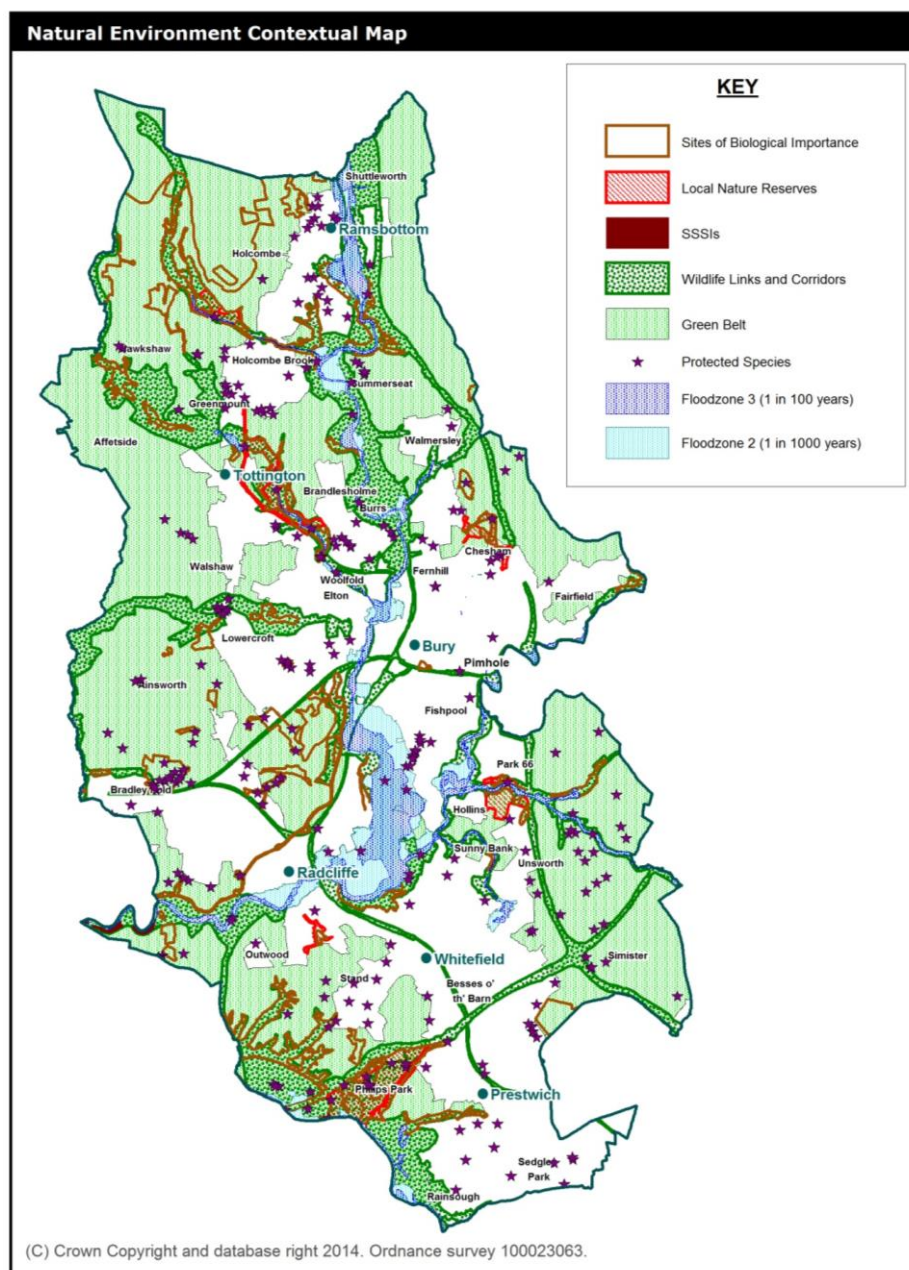 Natural Environment Contextual Map
KEY
Sites of Biological Importance
Local Nature Reserves
SSSIs
Wildlife Links and Corridors
Green Belt
Protected Species
Floodzone 3 (1 in 100 years)
Floodzone 2 (1 in 1000 years)
Shuttleworth
Ramsbottom
Holcombe
Hawkshaw
Holcombe Brook
Summerseat
Greenmount
Affetside
Walmersley
Tottington
Brandlesholme
Burrs
Chesham
Walshaw
Fernhill
Woolfold
Elton
Fairfield
Lowercroft
Bury
Pimhole
Ainsworth
Fishpool
Park 66
Bradley Fold
Hollins
Sunny Bank
Unsworth
Radcliffe
Outwood
Whitefield
Simister
Stand
Besses o'
th' Barn
Philips Park
Prestwich
Sedgley
Park
Rainsough
(C) Crown Copyright and database right 2014. Ordnance survey 100023063.